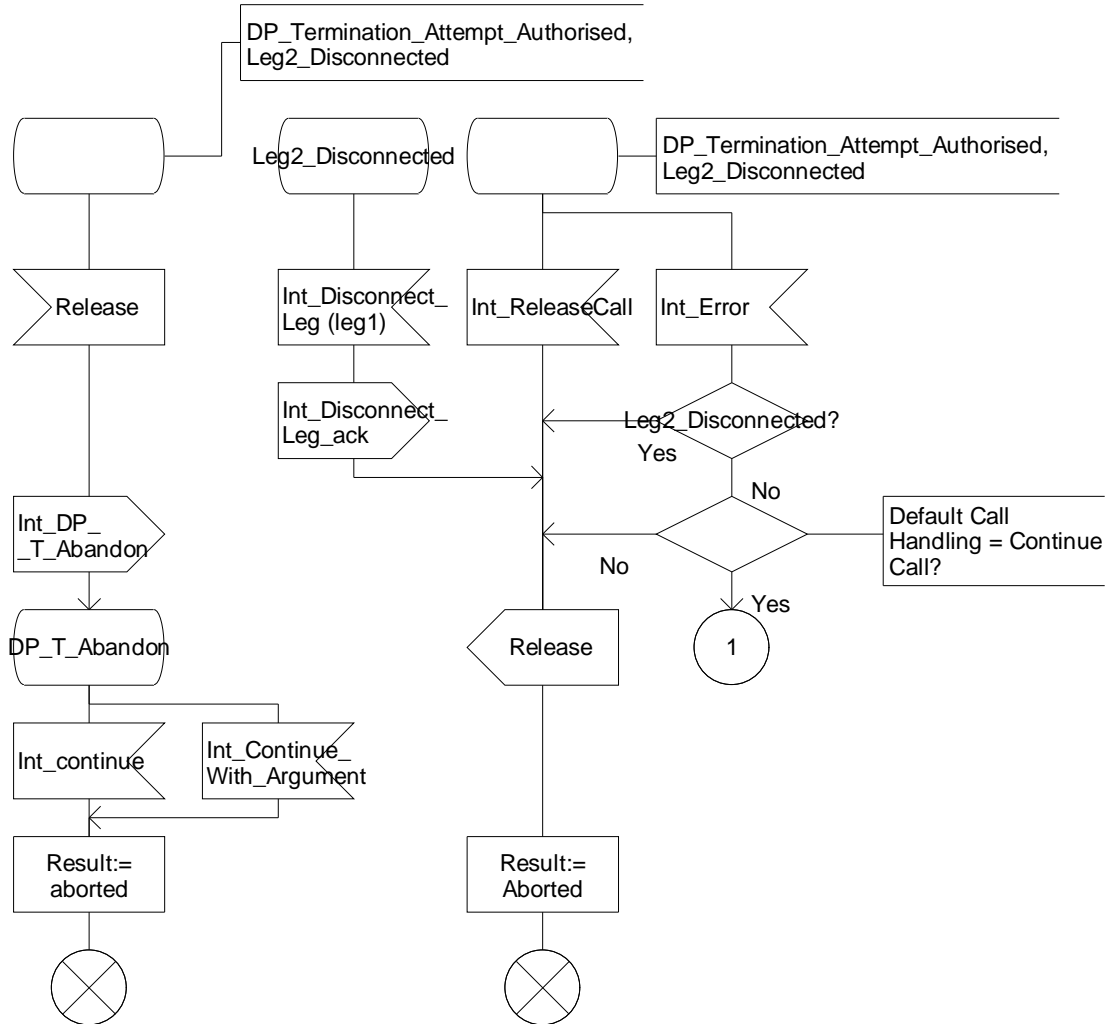 DP_Termination_Attempt_Authorised,
Leg2_Disconnected
Leg2_Disconnected
DP_Termination_Attempt_Authorised,
Leg2_Disconnected
Release
Int_Disconnect_
Leg (leg1)
Int_ReleaseCall
Int_Error
Int_Disconnect_
Leg_ack
Leg2_Disconnected?
Yes
No
Int_DP_
_T_Abandon
Default Call
Handling = Continue
Call?
No
Yes
DP_T_Abandon
Release
1
Int_continue
Int_Continue_
With_Argument
Result:=
aborted
Result:=
Aborted